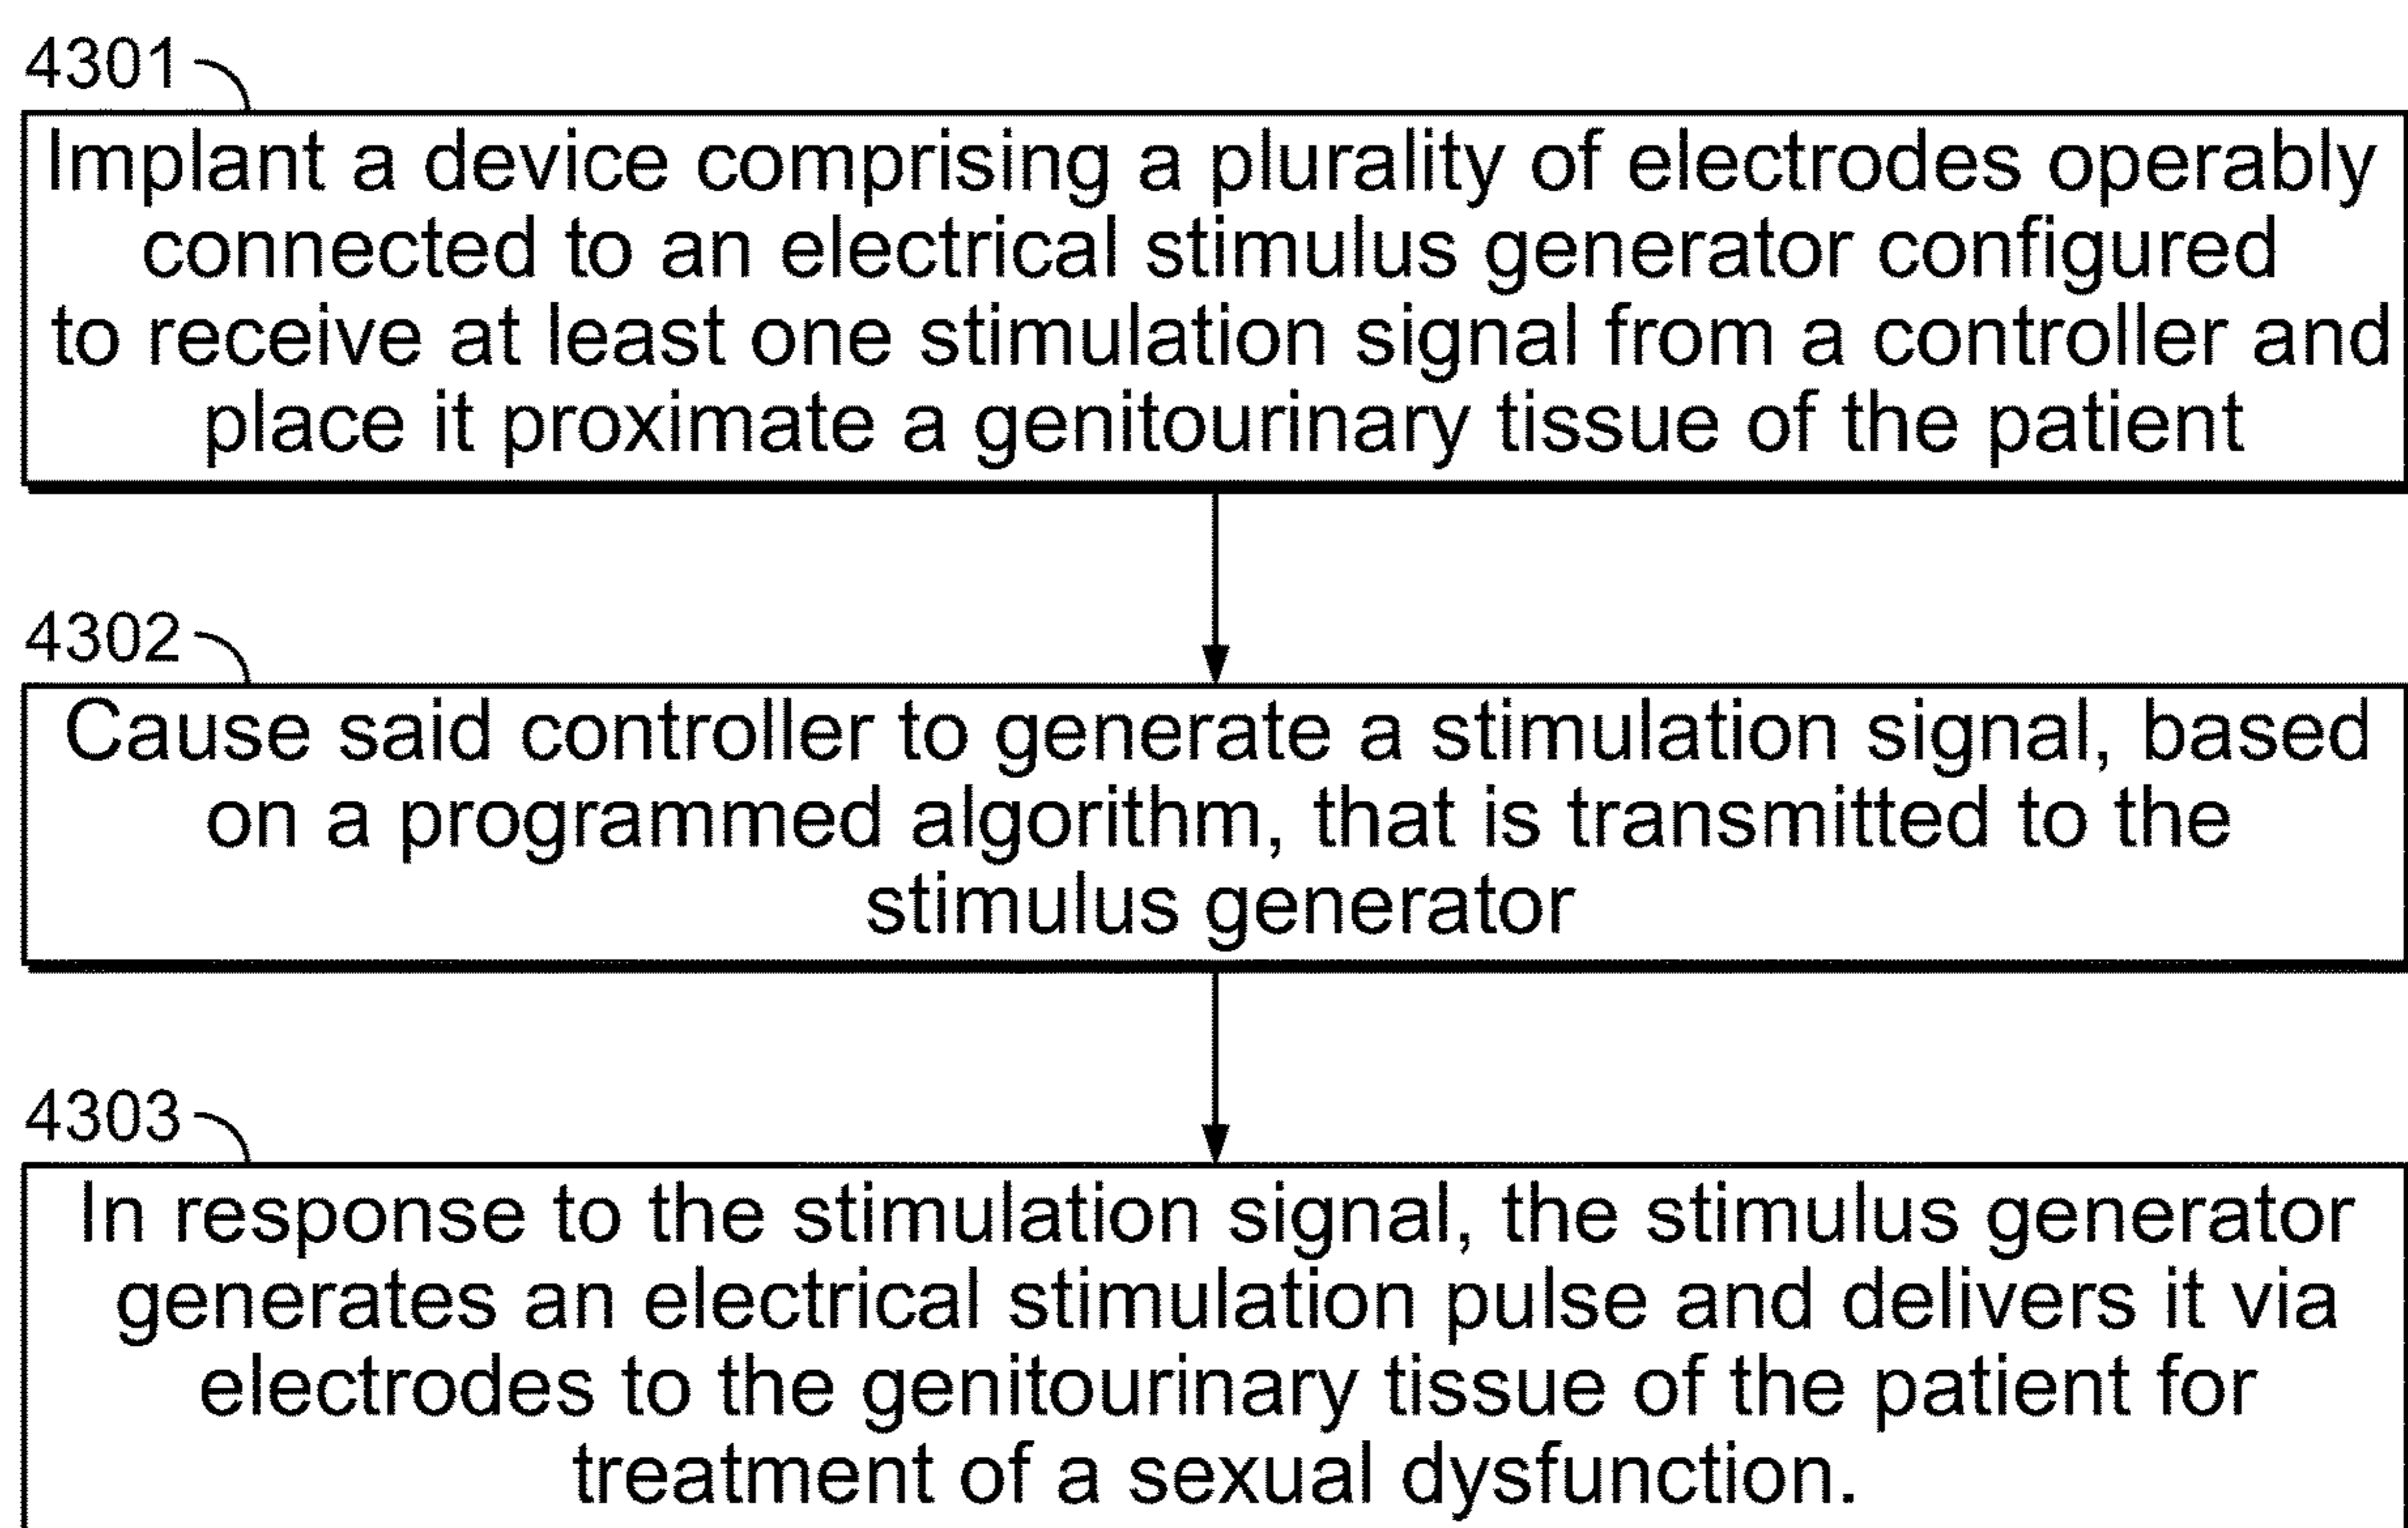 4301
Implant a device comprising a plurality of electrodes operably
connected to an electrical stimulus generator configured
to receive at least one stimulation signal from a controller and
place it proximate a genitourinary tissue of the patient
4302
Cause said controller to generate a stimulation signal, based
on a programmed algorithm, that is transmitted to the
stimulus generator
4303
In response to the stimulation signal, the stimulus generator
generates an electrical stimulation pulse and delivers it via
electrodes to the genitourinary tissue of the patient for
treatment of a sexual dysfunction.